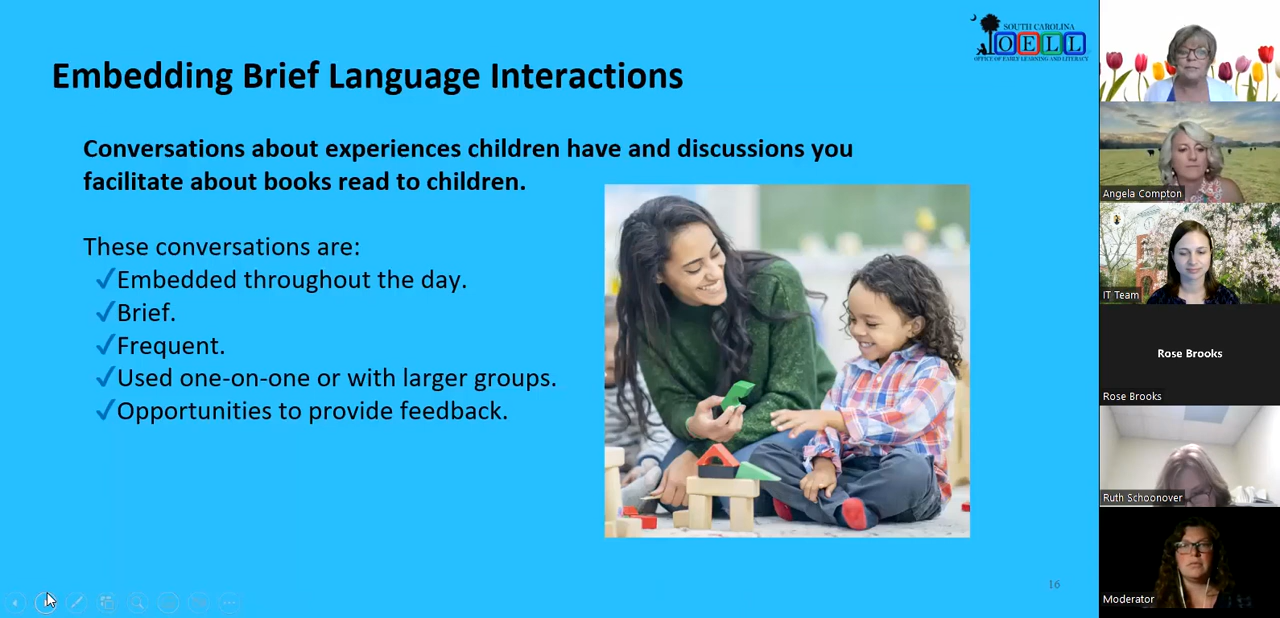 SOUTH CAROLINA
OELL
OFFICE OF EARLY LEARNING AND LITERACY
Embedding Brief Language Interactions
Conversations about experiences children have and discussions you
facilitate about books read to children.
These conversations are:
✓Embedded throughout the day.
✓Brief.
✓Frequent.
✓Used one-on-one or with larger groups.
✓Opportunities to provide feedback.
16
Angela Compton
IT Team
Rose Brooks
Rose Brooks
Ruth Schoonover
Moderator